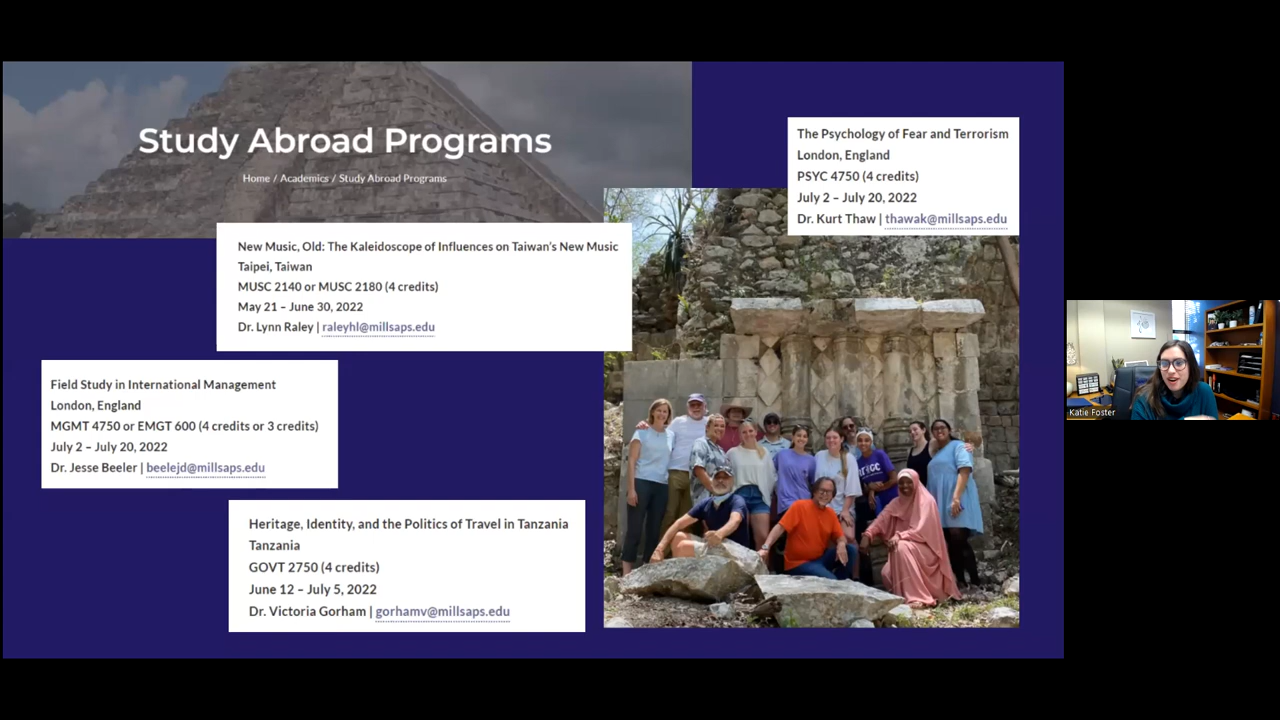 Study Abroad Programs
Home / Academics / Study Abroad Programs
The Psychology of Fear and Terrorism
London, England
PSYC 4750 (4 credits)
July 2 – July 20, 2022
Dr. Kurt Thaw | thawak@millsaps.edu
New Music, Old: The Kaleidoscope of Influences on Taiwan's New Music
Taipei, Taiwan
MUSC 2140 or MUSC 2180 (4 credits)
May 21 – June 30, 2022
Dr. Lynn Raley | raleyhl@millsaps.edu
Field Study in International Management
London, England
MGMT 4750 or EMGT 600 (4 credits or 3 credits)
July 2 – July 20, 2022
Dr. Jesse Beeler | beelejd@millsaps.edu
Heritage, Identity, and the Politics of Travel in Tanzania
Tanzania
GOVT 2750 (4 credits)
June 12 – July 5, 2022
Dr. Victoria Gorham | gorhamv@millsaps.edu
Katie Foster